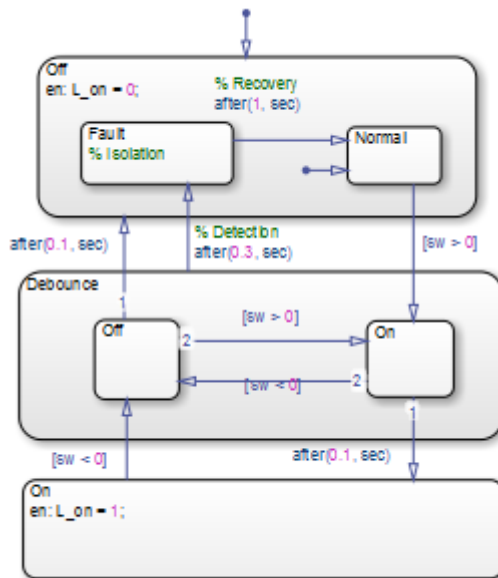 Off
en: L_on = 0;
% Recovery
after(1, sec)
Fault
% Isolation
Normal
after(0.1, sec)
% Detection
after(0.3, sec)
[sw > 0]
Debounce
1
Off
2
[sw > 0]
On
[sw < 0]
2
1
[sw < 0]
after(0.1, sec)
On
en: L_on = 1;